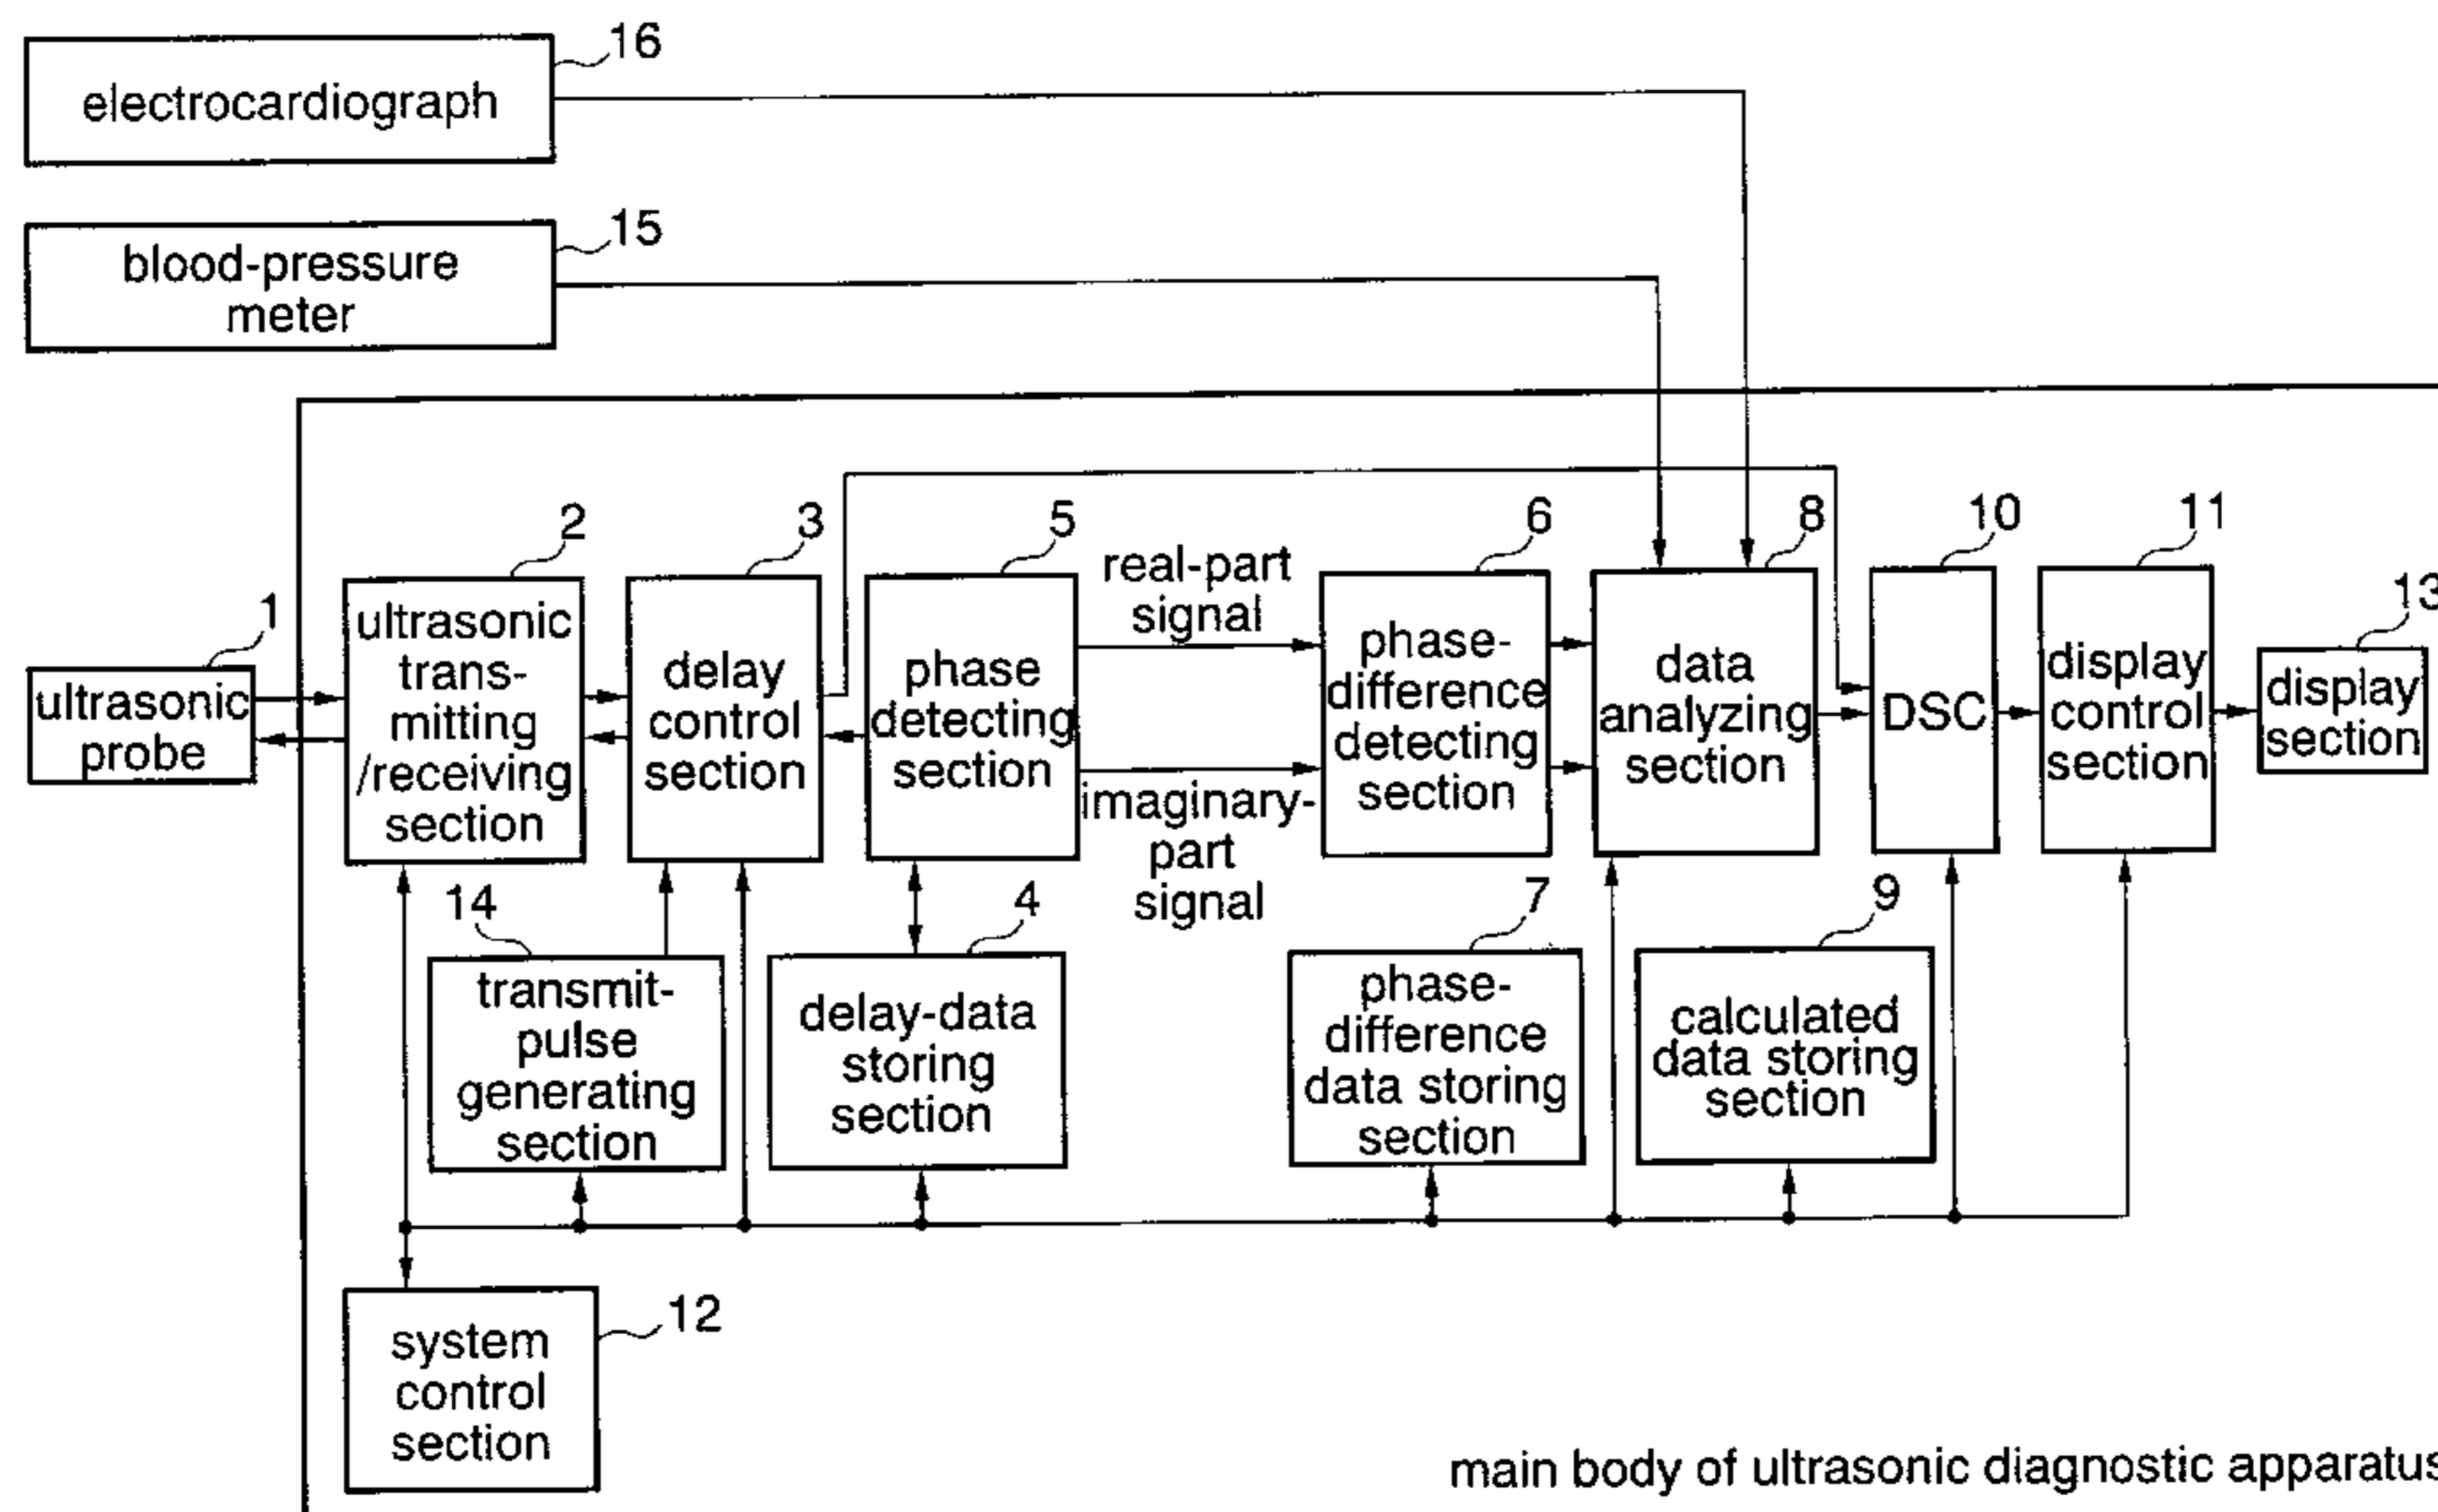 16
electrocardiograph
15
blood-pressure
meter
1
ultrasonic
probe
2
ultrasonic
trans-
mitting
/receiving
section
3
delay
control
section
5
phase
detecting
section
real-part
signal
imaginary-
part
signal
6
phase-
difference
detecting
section
8
data
analyzing
section
10
DSC
11
display
control
section
13
display
section
14
transmit-
pulse
generating
section
4
delay-data
storing
section
7
phase-
difference
data storing
section
9
calculated
data storing
section
12
system
control
section
main body of ultrasonic diagnostic apparatus